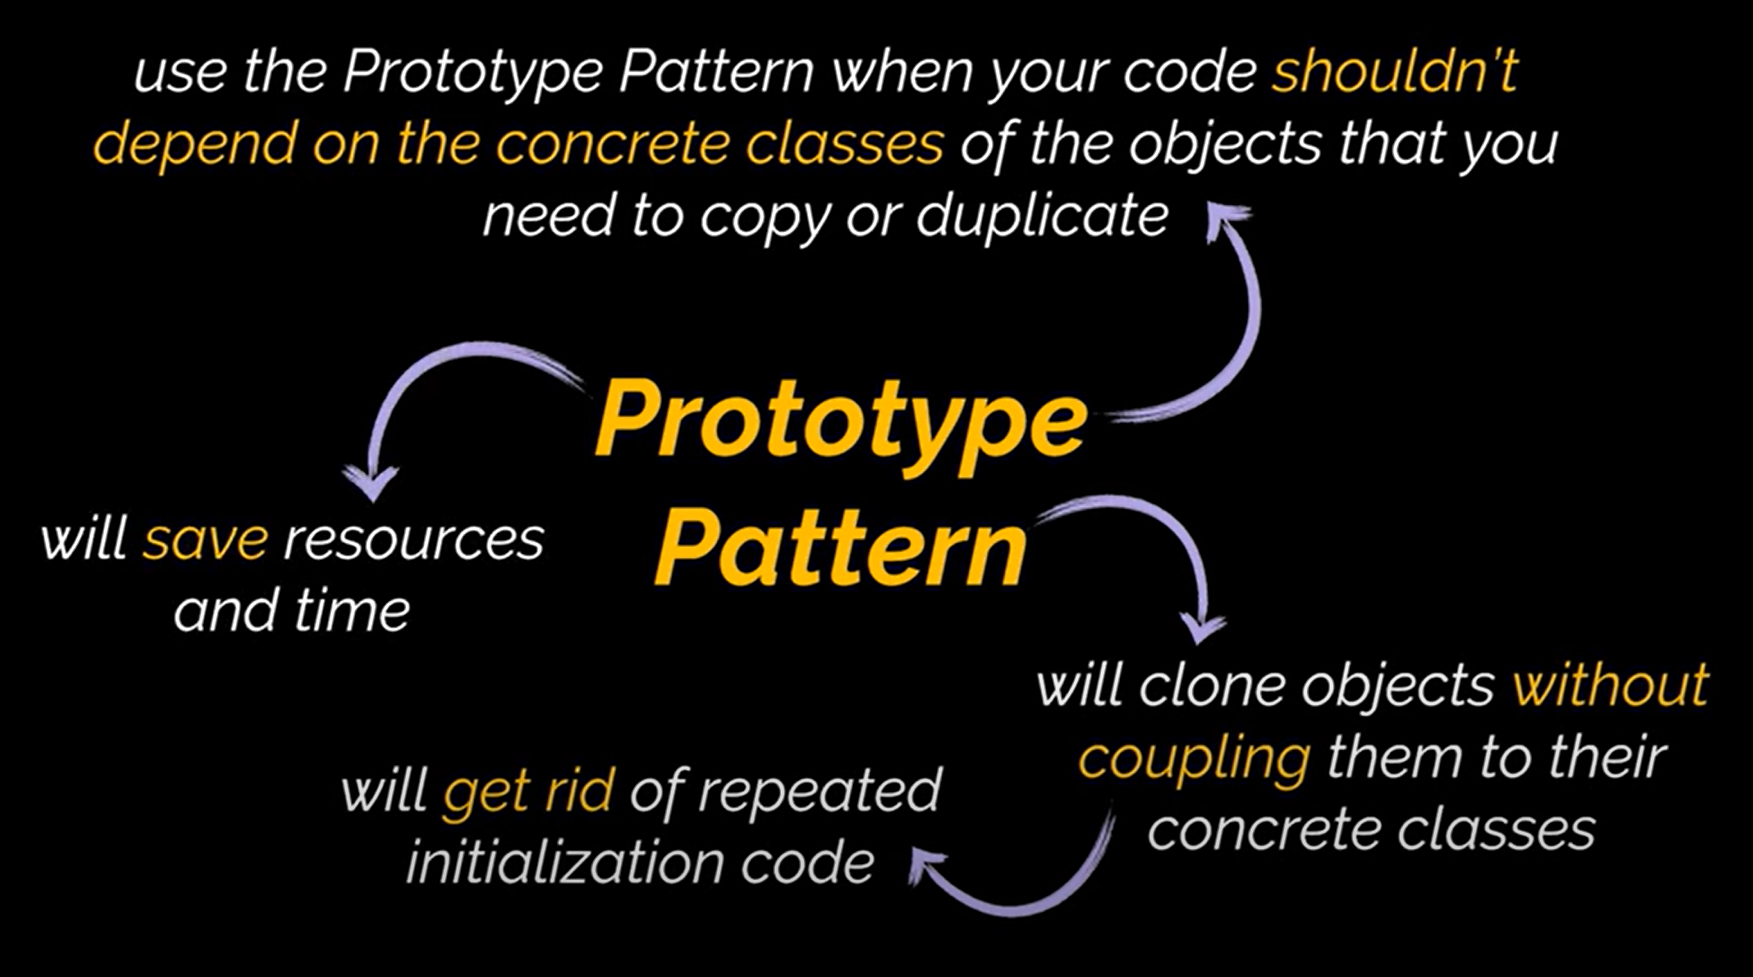 use the Prototype Pattern when your code shouldn't
depend on the concrete classes of the objects that you
need to copy or duplicate
Prototype
Pattern
will save resources
and time
will clone objects without
coupling them to their
concrete classes
will get rid of repeated
initialization code